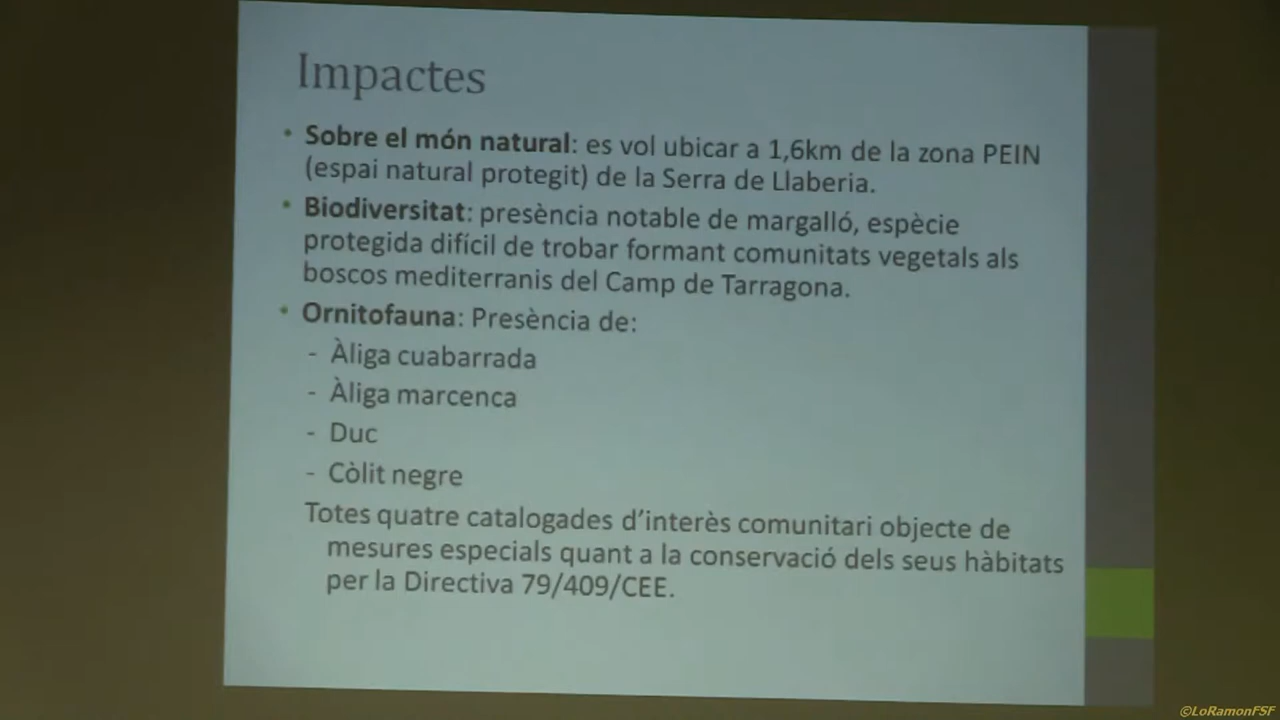 Impactes
• Sobre el món natural: es vol ubicar a 1,6km de la zona PEIN
(espai natural protegit) de la Serra de Llaberia.
• Biodiversitat: presència notable de margalló, espècie
protegida difícil de trobar formant comunitats vegetals als
boscos mediterranis del Camp de Tarragona.
• Ornitofauna: Presència de:
- Àliga cuabarrada
- Àliga marcenca
- Duc
- Còlit negre
Totes quatre catalogades d’interès comunitari objecte de
mesures especials quant a la conservació dels seus hàbitats
per la Directiva 79/409/CEE.
©LoRamonFSF